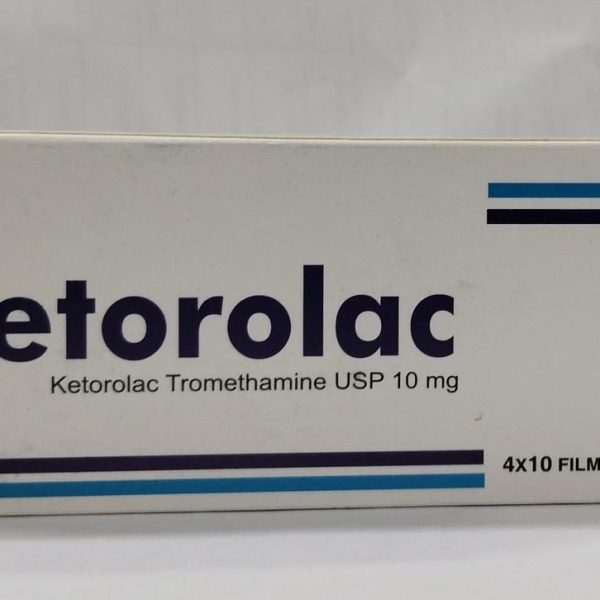 etorolac
Ketorolac Tromethamine USP 10 mg
4x10 FILM